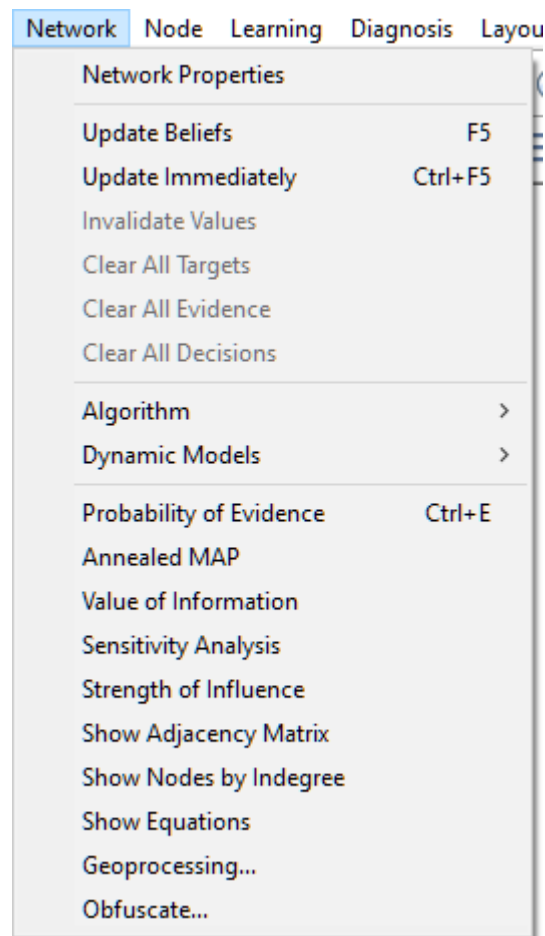 Network Node Learning Diagnosis Layou
Network Properties
Update Beliefs F5
Update Immediately Ctrl+F5
Invalidate Values
Clear All Targets
Clear All Evidence
Clear All Decisions
Algorithm
Dynamic Models
Probability of Evidence Ctrl+E
Annealed MAP
Value of Information
Sensitivity Analysis
Strength of Influence
Show Adjacency Matrix
Show Nodes by Indegree
Show Equations
Geoprocessing...
Obfuscate...